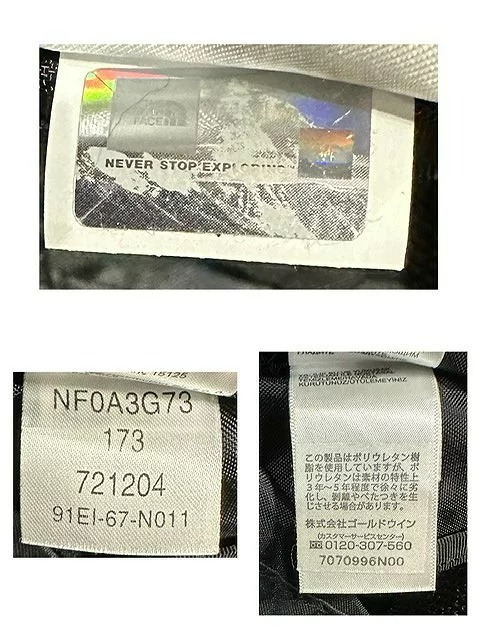 THE NORTH
FACE
NEVER STOP EXPLORING
15125
NF0A3G73
173
721204
91EI-67-N011
KURUTUNUZ/ÜTÜLEMEYİNİZ
この製品はポリウレタン樹
脂を使用していますが、ポ
リウレタンは素材の特性上
3年〜5年程度で徐々に劣
化し、剥離やべたつきを生
じさせる場合があります。
株式会社ゴールドウイン
(カスタマーサービスセンター)
0120-307-560
7070996N00